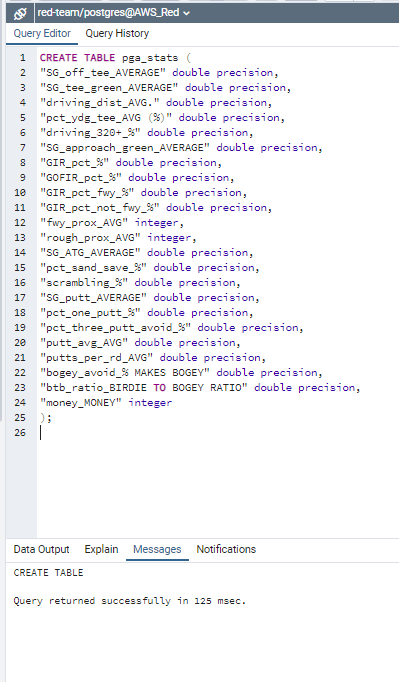 red-team/postgres@AWS_Red
Query Editor Query History
1 CREATE TABLE pga_stats (
2 "SG_off_tee_AVERAGE" double precision,
3 "SG_tee_green_AVERAGE" double precision,
4 "driving_dist_AVG." double precision,
5 "pct_ydg_tee_AVG (%)" double precision,
6 "driving_320+_%" double precision,
7 "SG_approach_green_AVERAGE" double precision,
8 "GIR_pct_%" double precision,
9 "GOFIR_pct_%" double precision,
10 "GIR_pct_fwy_%" double precision,
11 "GIR_pct_not_fwy_%" double precision,
12 "fwy_prox_AVG" integer,
13 "rough_prox_AVG" integer,
14 "SG_ATG_AVERAGE" double precision,
15 "pct_sand_save_%" double precision,
16 "scrambling_%" double precision,
17 "SG_putt_AVERAGE" double precision,
18 "pct_one_putt_%" double precision,
19 "pct_three_putt_avoid_%" double precision,
20 "putt_avg_AVG" double precision,
21 "putts_per_rd_AVG" double precision,
22 "bogey_avoid_% MAKES BOGEY" double precision,
23 "btb_ratio_BIRDIE TO BOGEY RATIO" double precision,
24 "money_MONEY" integer
25 );
26
Data Output Explain Messages Notifications
CREATE TABLE
Query returned successfully in 125 msec.